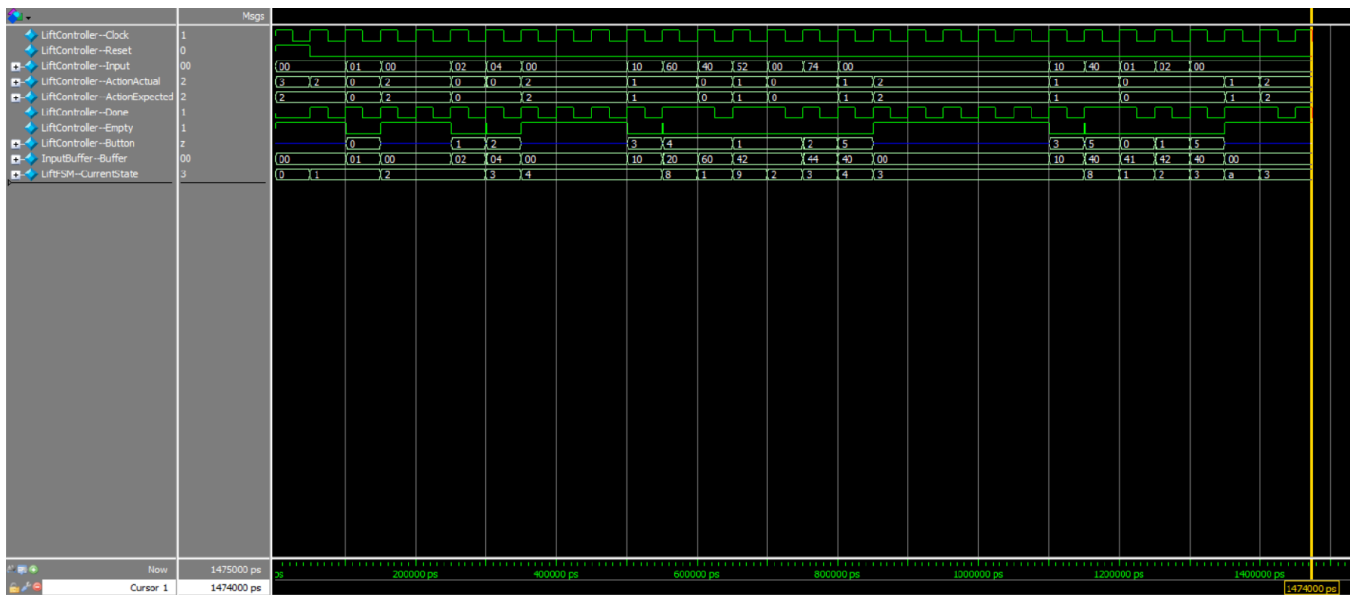 Msgs
LiftController--Clock 1
LiftController--Reset 0
LiftController--Input 00 00 01 00 02 04 00 10 60 40 52 00 74 00 10 40 01 02 00
LiftController--ActionActual 2 3 2 0 2 0 0 2 1 0 1 0 1 2 1 0 1 2
LiftController--ActionExpected 2 2 0 2 0 2 1 0 1 0 1 2 1 0 1 2
LiftController--Done 1
LiftController--Empty 1
LiftController--Button z 0 1 2 3 4 1 2 5 3 5 0 1 5
InputBuffer--Buffer 00 00 01 00 02 04 00 10 20 60 42 44 40 00 10 40 41 42 40 00
LiftFSM--CurrentState 3 0 1 2 3 4 8 1 9 2 3 4 3 8 1 2 3 a 3
Now 1475000 ps ps 200000 ps 400000 ps 600000 ps 800000 ps 1000000 ps 1200000 ps 1400000 ps
Cursor 1 1474000 ps 1474000 ps